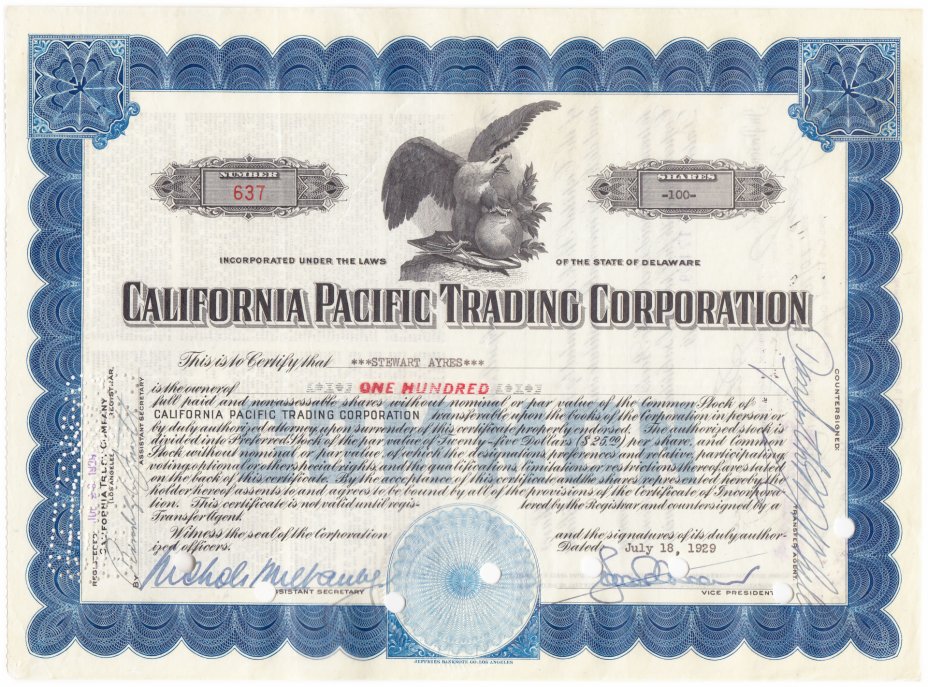 NUMBER
637
SHARES
-100-
INCORPORATED UNDER THE LAWS OF THE STATE OF DELAWARE
CALIFORNIA PACIFIC TRADING CORPORATION
This is to Certify that ***STEWART AYRES***
is the owner of ONE HUNDRED
full paid and nonassessable shares without nominal or par value of the Common Stock of
CALIFORNIA PACIFIC TRADING CORPORATION transferable upon the books of the Corporation in person or
by duly authorized attorney upon surrender of this certificate properly endorsed. The authorized stock is
divided into Preferred Stock of the par value of Twenty-five Dollars ($25.00) per share, and Common
Stock without nominal or par value, of which the designations, preferences and relative, participating,
voting, optional or other special rights, and the qualifications, limitations or restrictions thereof are stated
on the back of this certificate. By the acceptance of this certificate and the shares represented hereby the
holder hereof assents to and agrees to be bound by all of the provisions of the Certificate of Incorpora-
tion. This certificate is not valid until regis- tered by the Registrar and countersigned by a
Transfer Agent.
Witness the seal of the Corporation and the signatures of its duly author-
ized officers. Dated July 18, 1929
ASSISTANT SECRETARY
VICE PRESIDENT
JEFFRIES BANKNOTE CO. LOS ANGELES
REGISTERED
CALIFORNIA TRUST COMPANY
LOS ANGELES, REGISTRAR,
BY
ASSISTANT SECRETARY
COUNTERSIGNED:
TRANSFER AGENT